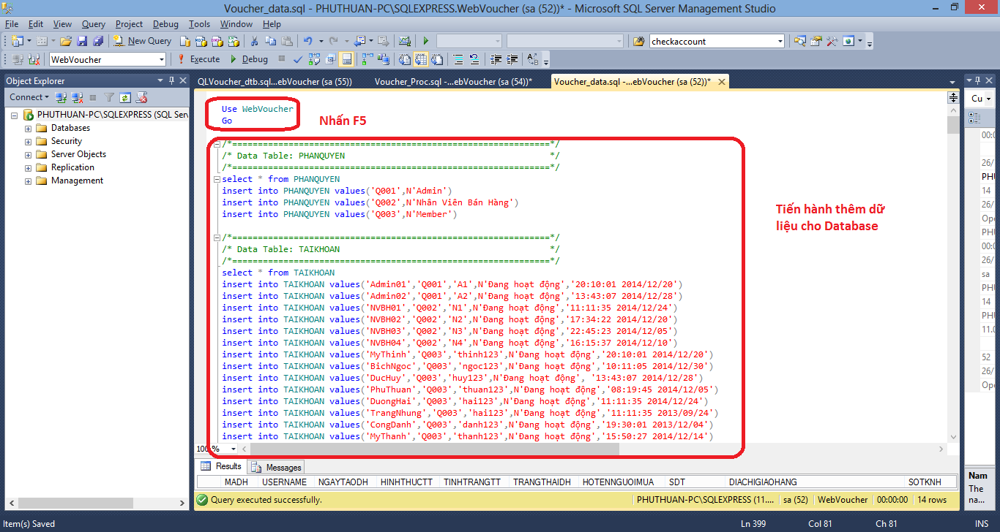 Voucher_data.sql - PHUTHUAN-PC\SQLEXPRESS.WebVoucher (sa (52))* - Microsoft SQL Server Management Studio
File Edit View Query Project Debug Tools Window Help
New Query checkaccount
WebVoucher Execute Debug
Object Explorer
Connect
PHUTHUAN-PC\SQLEXPRESS (SQL Ser
Databases
Security
Server Objects
Replication
Management
QLVoucher_dtb.sql...ebVoucher (sa (55)) Voucher_Proc.sql -...ebVoucher (sa (54))* Voucher_data.sql -...ebVoucher (sa (52))*
Use WebVoucher
Go
Nhấn F5
/*==============================================================*/
/* Data Table: PHANQUYEN */
/*==============================================================*/
select * from PHANQUYEN
insert into PHANQUYEN values('Q001',N'Admin')
insert into PHANQUYEN values('Q002',N'Nhân Viên Bán Hàng')
insert into PHANQUYEN values('Q003',N'Member')
/*==============================================================*/
/* Data Table: TAIKHOAN */
/*==============================================================*/
select * from TAIKHOAN
insert into TAIKHOAN values('Admin01','Q001','A1',N'Đang hoạt động','20:10:01 2014/12/20')
insert into TAIKHOAN values('Admin02','Q001','A2',N'Đang hoạt động','13:43:07 2014/12/28')
insert into TAIKHOAN values('NVBH01','Q002','N1',N'Đang hoạt động','11:11:35 2014/12/24')
insert into TAIKHOAN values('NVBH02','Q002','N2',N'Đang hoạt động','17:34:22 2014/12/20')
insert into TAIKHOAN values('NVBH03','Q002','N3',N'Đang hoạt động','22:45:23 2014/12/05')
insert into TAIKHOAN values('NVBH04','Q002','N4',N'Đang hoạt động','16:15:37 2014/12/10')
insert into TAIKHOAN values('MyThinh','Q003','thinh123',N'Đang hoạt động','20:10:01 2014/12/20')
insert into TAIKHOAN values('BichNgoc','Q003','ngoc123',N'Đang hoạt động','10:11:05 2014/12/30')
insert into TAIKHOAN values('DucHuy','Q003','huy123',N'Đang hoạt động', '13:43:07 2014/12/28')
insert into TAIKHOAN values('PhuThuan','Q003','thuan123',N'Đang hoạt động','08:19:45 2014/12/05')
insert into TAIKHOAN values('DuongHai','Q003','hai123',N'Đang hoạt động','11:11:35 2014/12/24')
insert into TAIKHOAN values('TrangNhung','Q003','hai123',N'Đang hoạt động','11:11:35 2013/09/24')
insert into TAIKHOAN values('CongDanh','Q003','danh123',N'Đang hoạt động','19:30:01 2013/12/04')
insert into TAIKHOAN values('MyThanh','Q003','thanh123',N'Đang hoạt động','15:50:27 2014/12/14')
Tiến hành thêm dữ
liệu cho Database
100 %
Results Messages
MADH USERNAME NGAYTAODH HINHTHUCTT TINHTRANGTT TRANGTHAIDH HOTENNGUOIMUA SDT DIACHIGIAOHANG SOTKNH
Query executed successfully. PHUTHUAN-PC\SQLEXPRESS (11.... sa (52) WebVoucher 00:00:00 14 rows
Cu
00:0
26/
PHU
14
26/
Ope
PHU
00:0
26/
sa
PHU
14
PHU
11.0
52
26/
Ope
Nam
The
na...
Item(s) Saved Ln 399 Col 81 Ch 81 INS